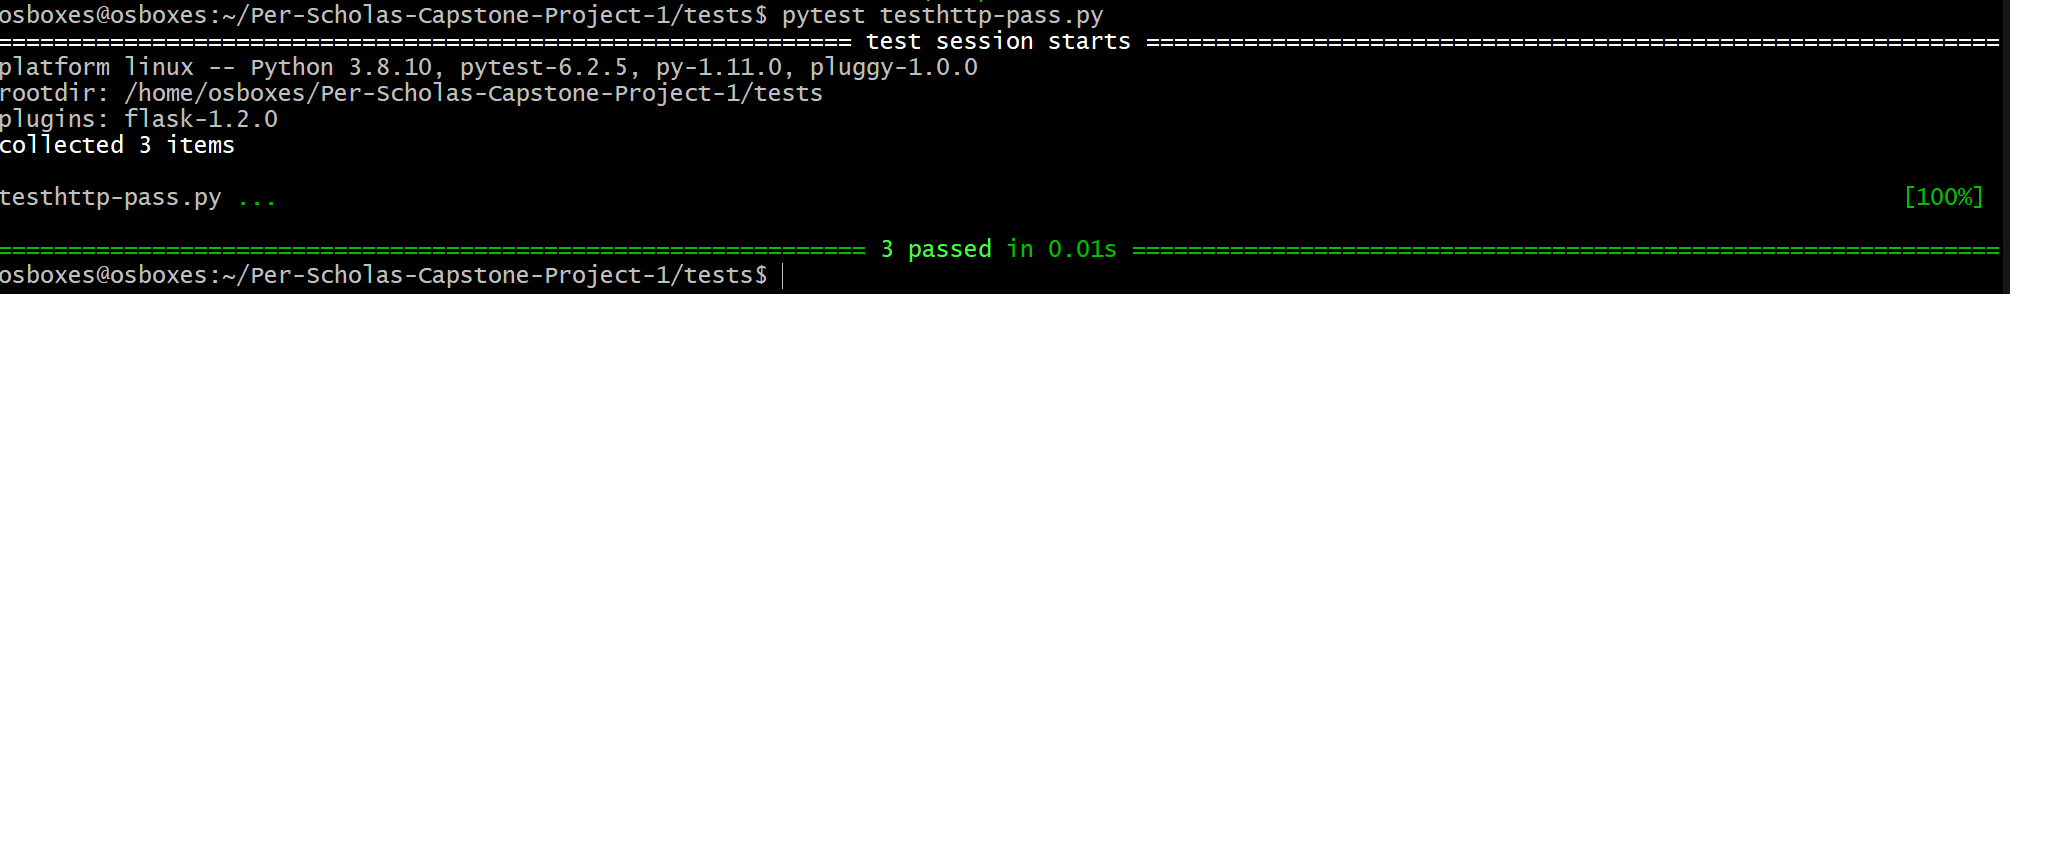 osboxes@osboxes:~/Per-Scholas-Capstone-Project-1/tests$ pytest testhttp-pass.py
============================================================= test session starts =============================================================
platform linux -- Python 3.8.10, pytest-6.2.5, py-1.11.0, pluggy-1.0.0
rootdir: /home/osboxes/Per-Scholas-Capstone-Project-1/tests
plugins: flask-1.2.0
collected 3 items
testhttp-pass.py ... [100%]
============================================================== 3 passed in 0.01s ==============================================================
osboxes@osboxes:~/Per-Scholas-Capstone-Project-1/tests$